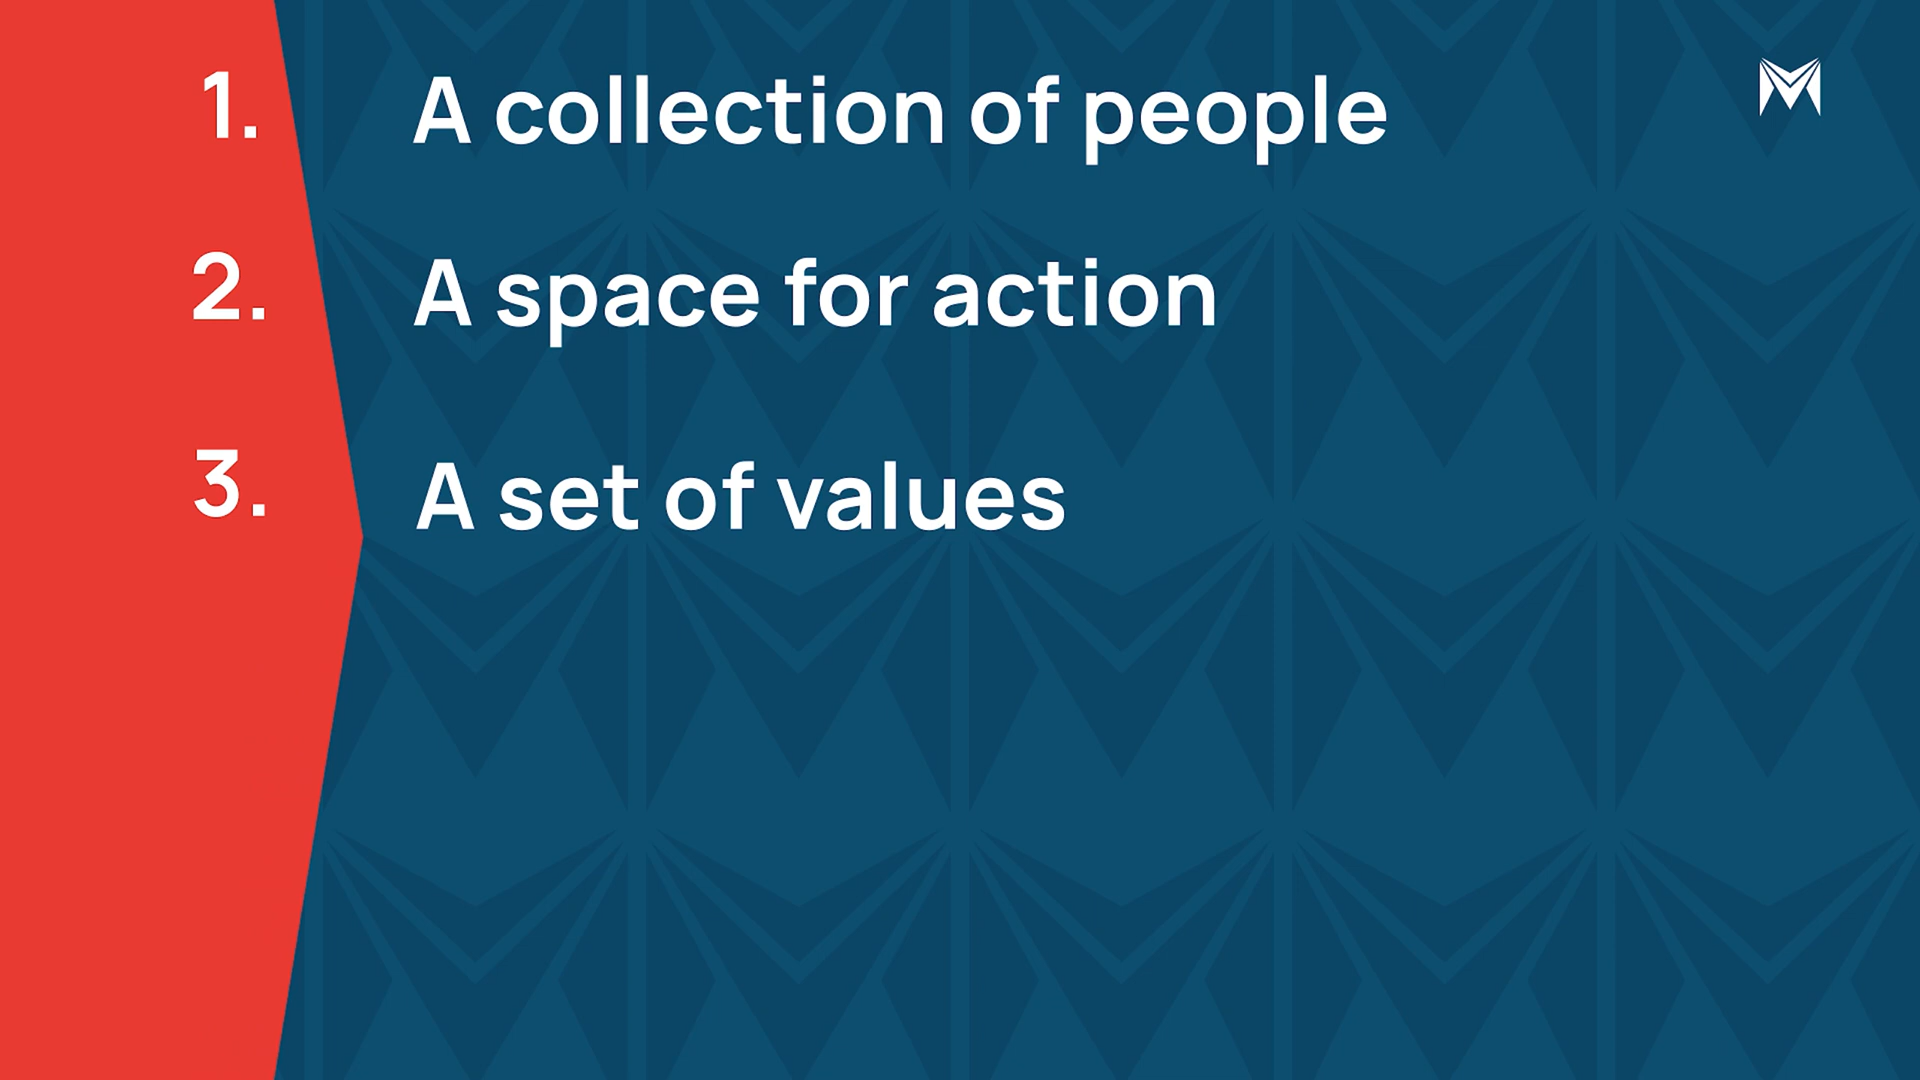 1. A collection of people
2. A space for action
3. A set of values